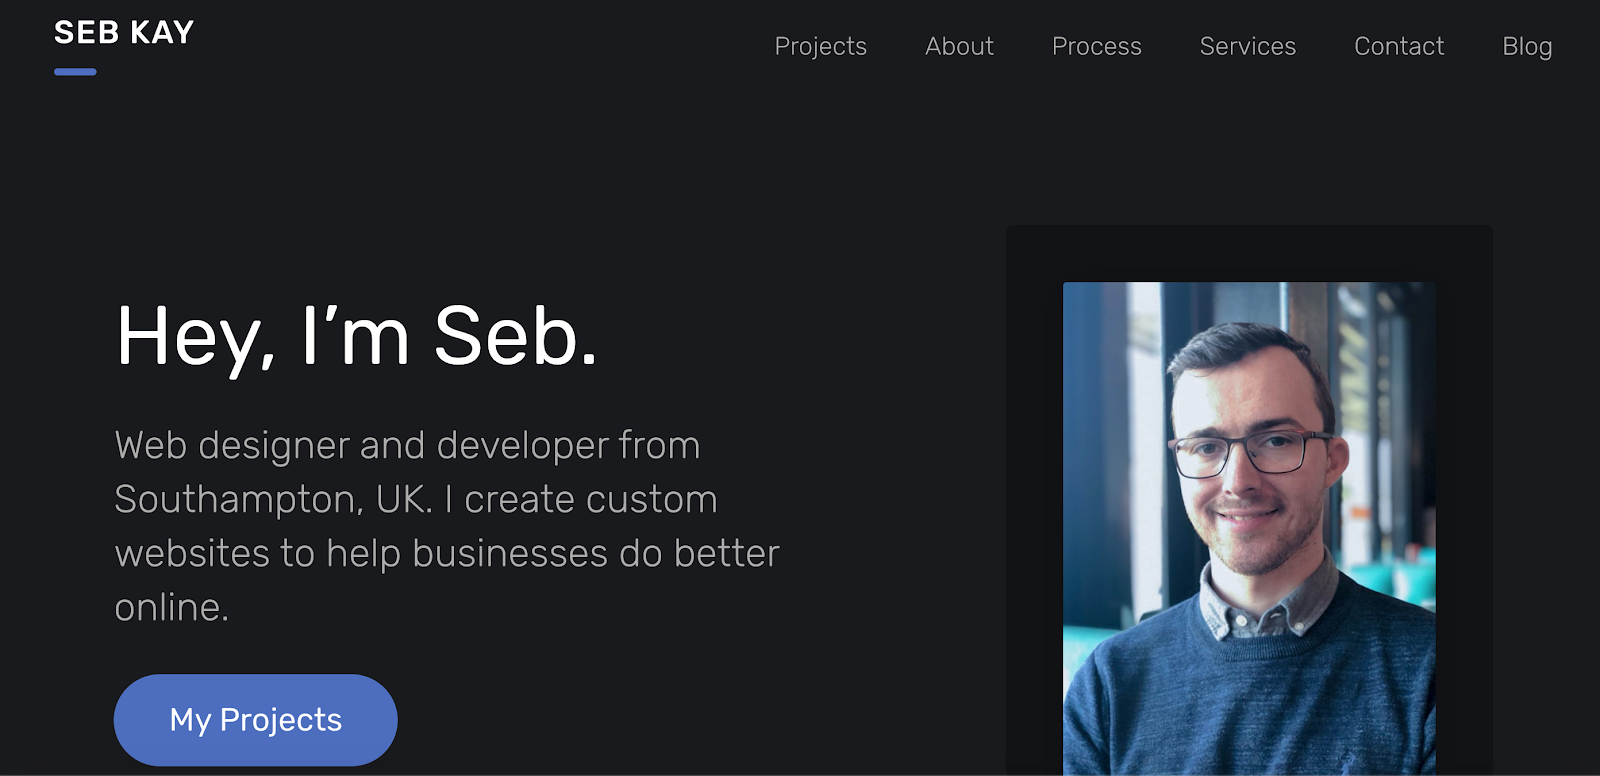 SEB KAY
Projects About Process Services Contact Blog
Hey, I’m Seb.
Web designer and developer from
Southampton, UK. I create custom
websites to help businesses do better
online.
My Projects